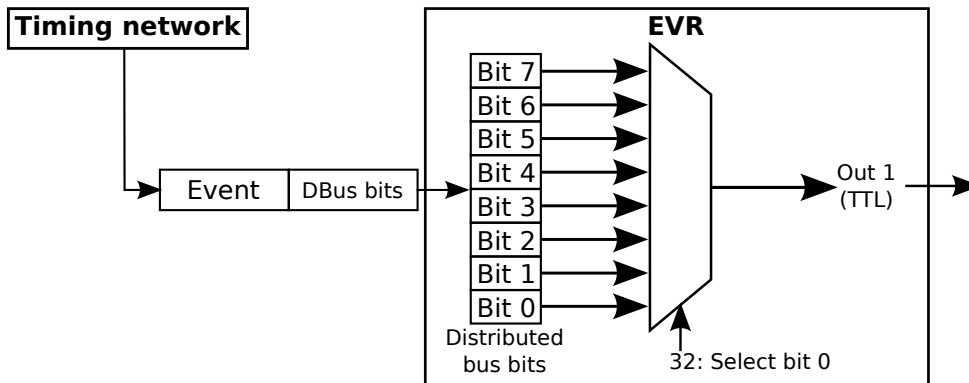 Timing network
EVR
Bit 7
Bit 6
Bit 5
Bit 4
Bit 3
Bit 2
Bit 1
Bit 0
Event
DBus bits
Out 1
(TTL)
Distributed
bus bits
32: Select bit 0